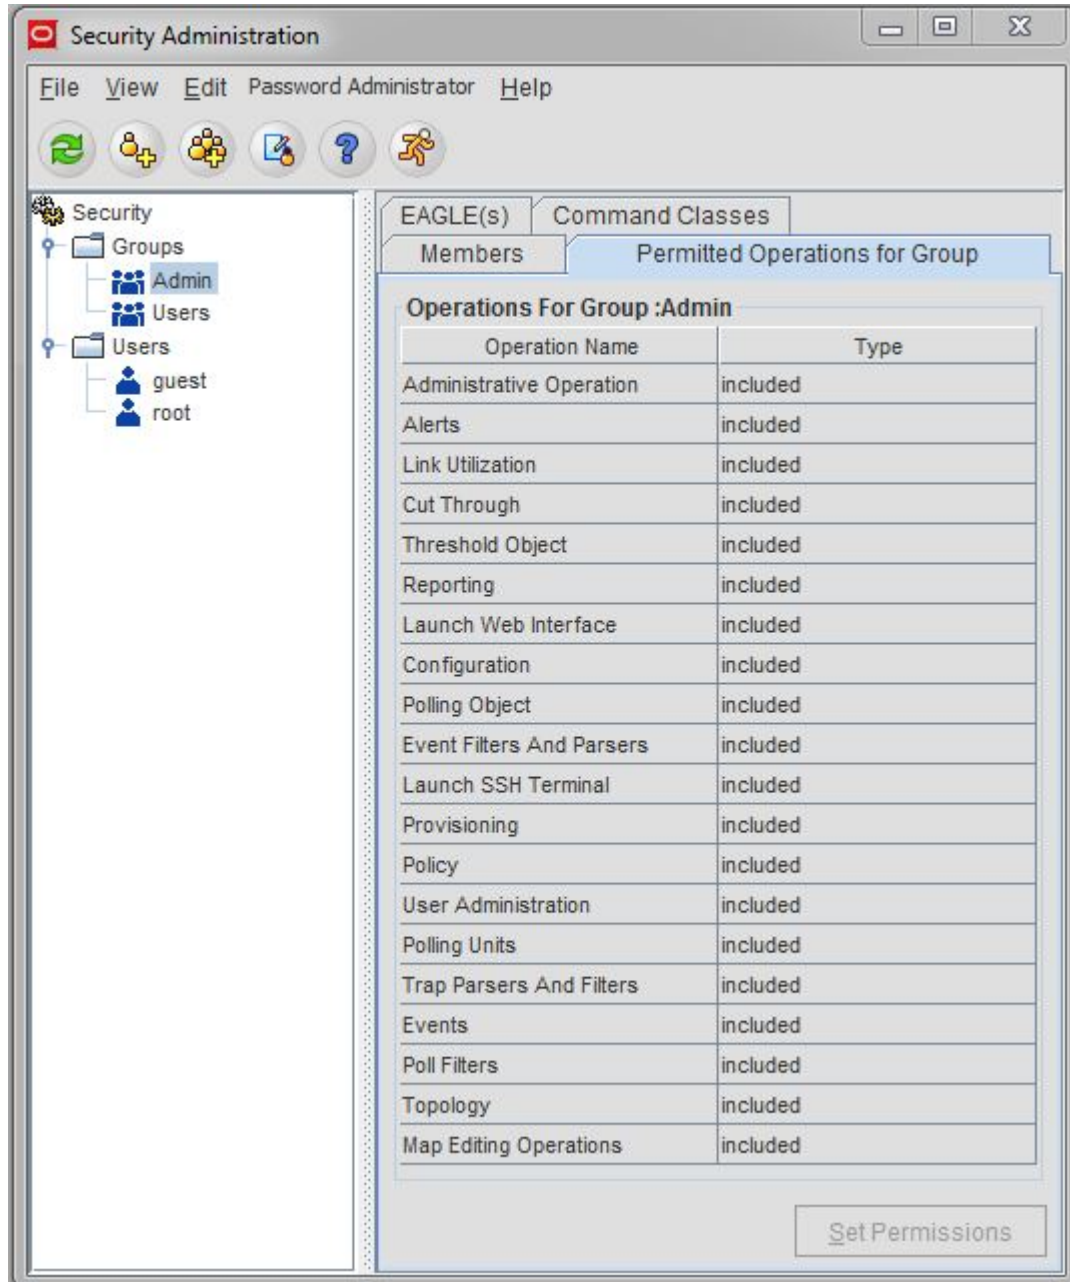 Security Administration
File View Edit Password Administrator Help
Security
Groups
Admin
Users
Users
guest
root
EAGLE(s) Command Classes
Members Permitted Operations for Group
Operations For Group :Admin
Operation Name Type
Administrative Operation included
Alerts included
Link Utilization included
Cut Through included
Threshold Object included
Reporting included
Launch Web Interface included
Configuration included
Polling Object included
Event Filters And Parsers included
Launch SSH Terminal included
Provisioning included
Policy included
User Administration included
Polling Units included
Trap Parsers And Filters included
Events included
Poll Filters included
Topology included
Map Editing Operations included
Set Permissions